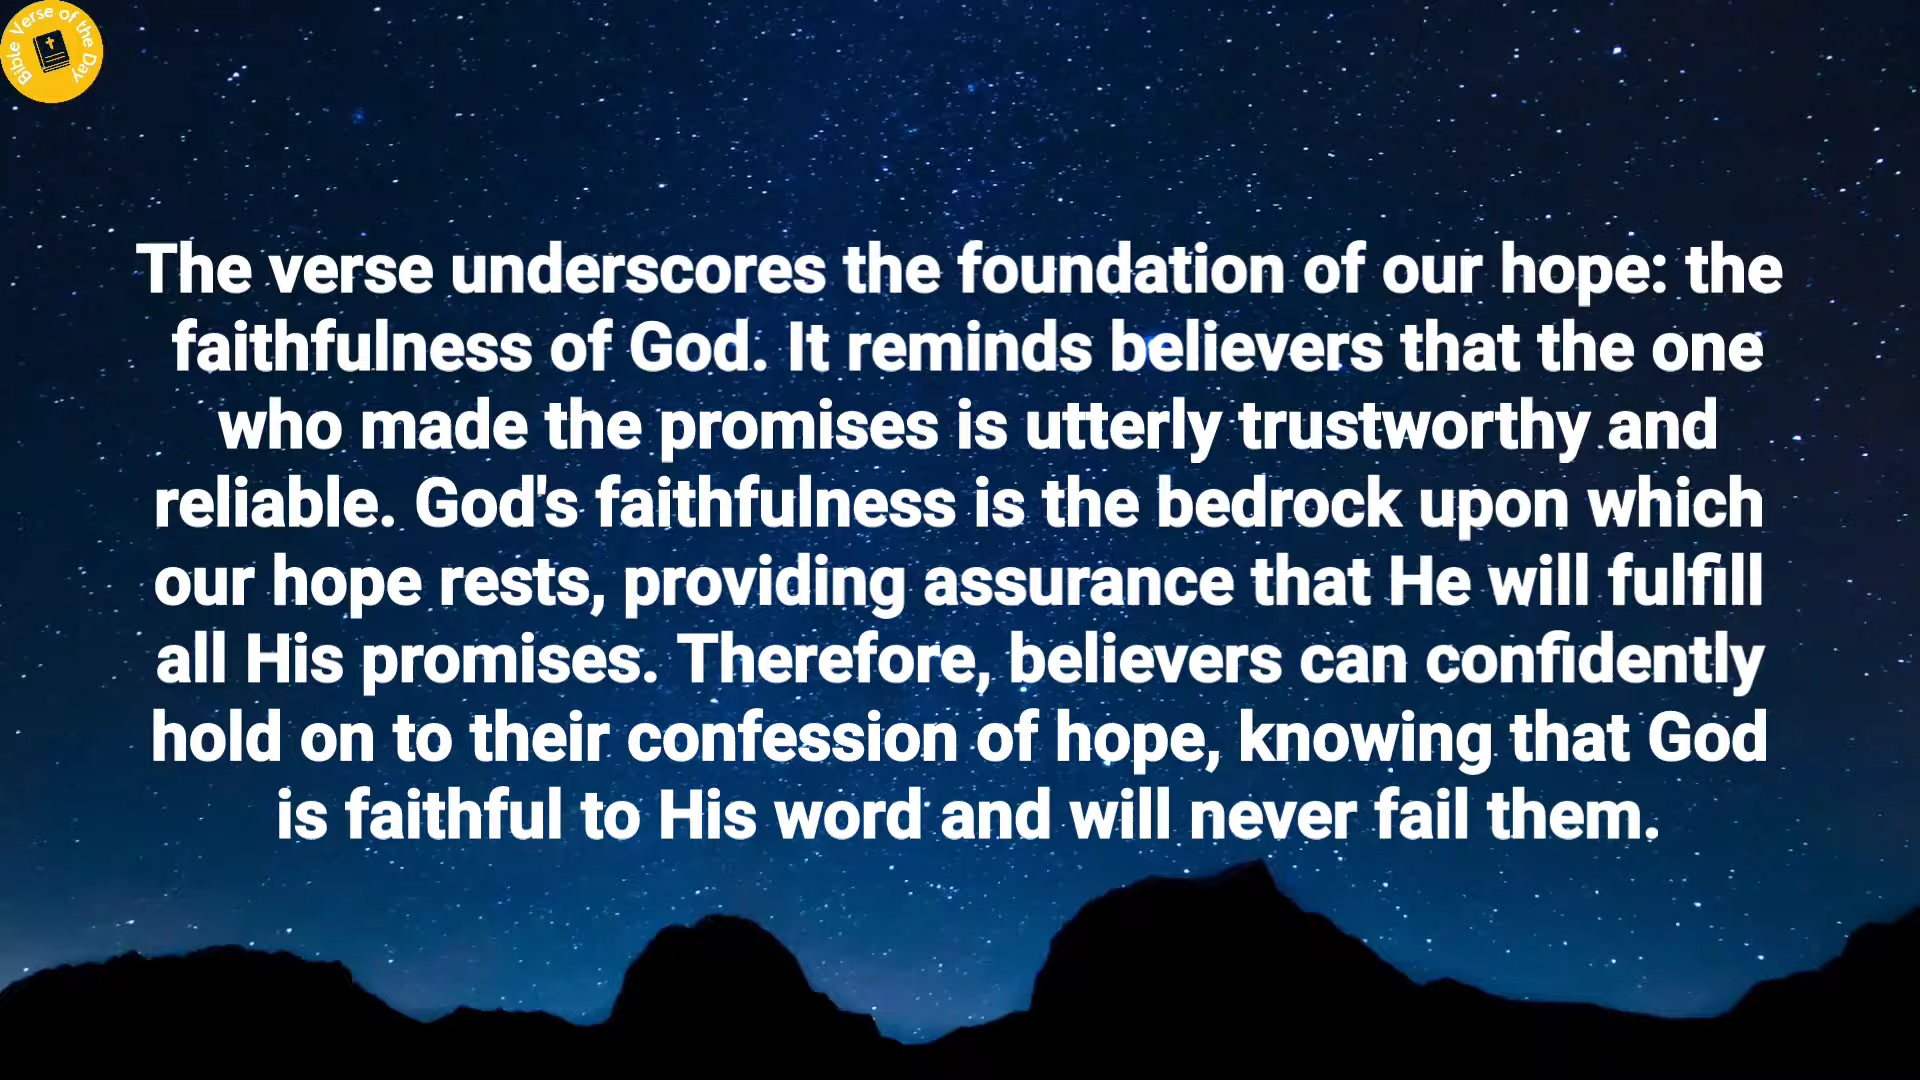 Bible Verse of the Day
The verse underscores the foundation of our hope: the
faithfulness of God. It reminds believers that the one
who made the promises is utterly trustworthy and
reliable. God's faithfulness is the bedrock upon which
our hope rests, providing assurance that He will fulfill
all His promises. Therefore, believers can confidently
hold on to their confession of hope, knowing that God
is faithful to His word and will never fail them.